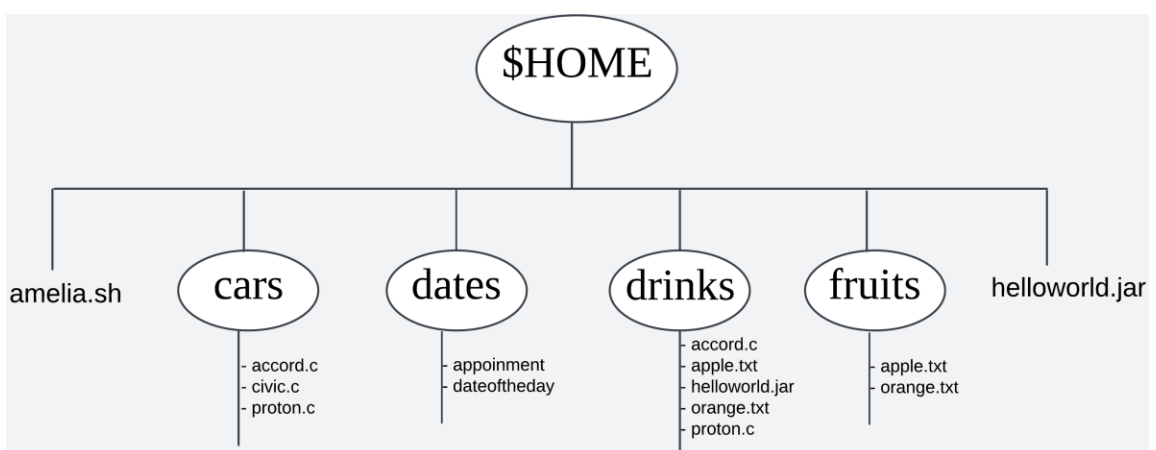 $HOME
amelia.sh
cars
dates
drinks
fruits
helloworld.jar
- accord.c
- civic.c
- proton.c
- appoinment
- dateoftheday
- accord.c
- apple.txt
- helloworld.jar
- orange.txt
- proton.c
- apple.txt
- orange.txt